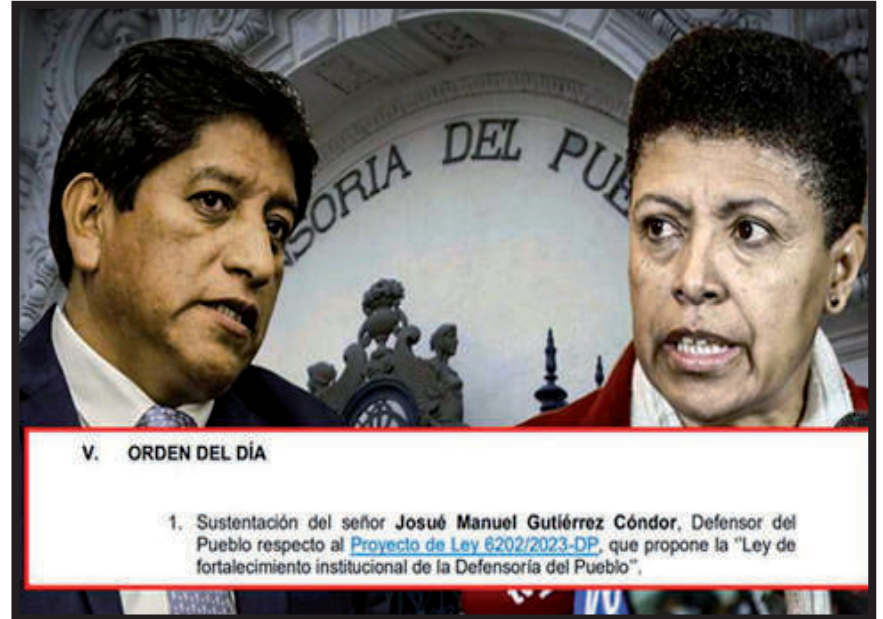 DEL PU
SORIA
V. ORDEN DEL DÍA
1. Sustentación del señor Josué Manuel Gutiérrez Cóndor, Defensor del
Pueblo respecto al Proyecto de Ley 6202/2023-DP, que propone la "Ley de
fortalecimiento institucional de la Defensoría del Pueblo".